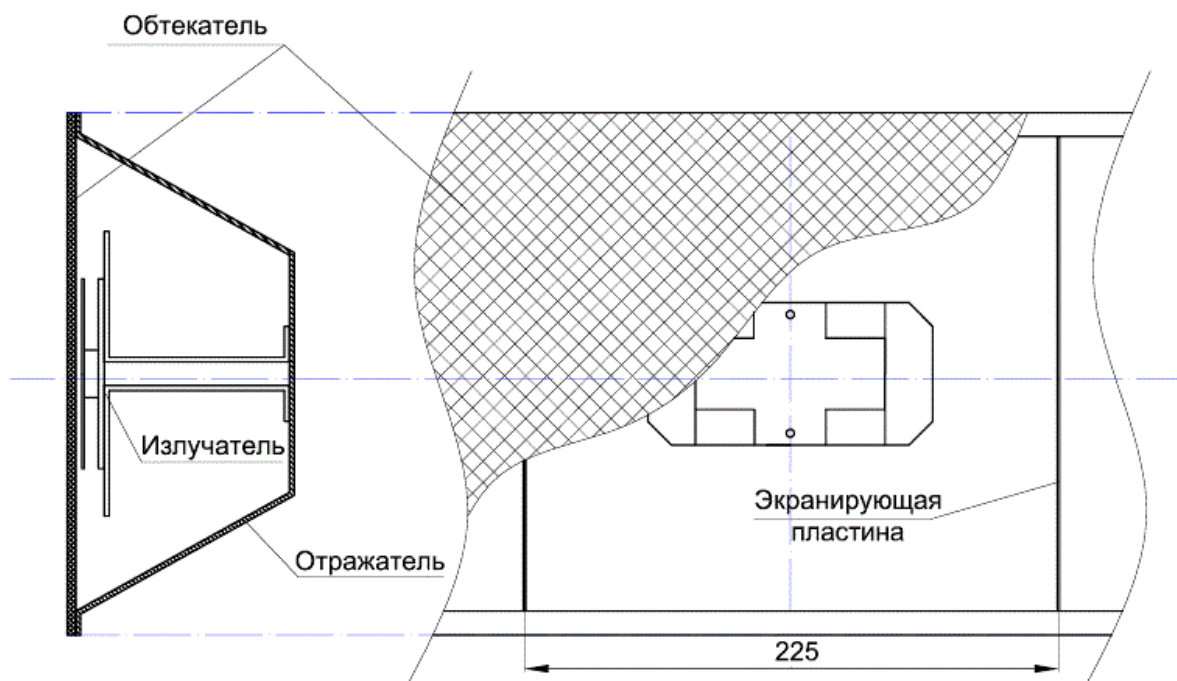 Обтекатель
Излучатель
Отражатель
Экранирующая
пластина
225